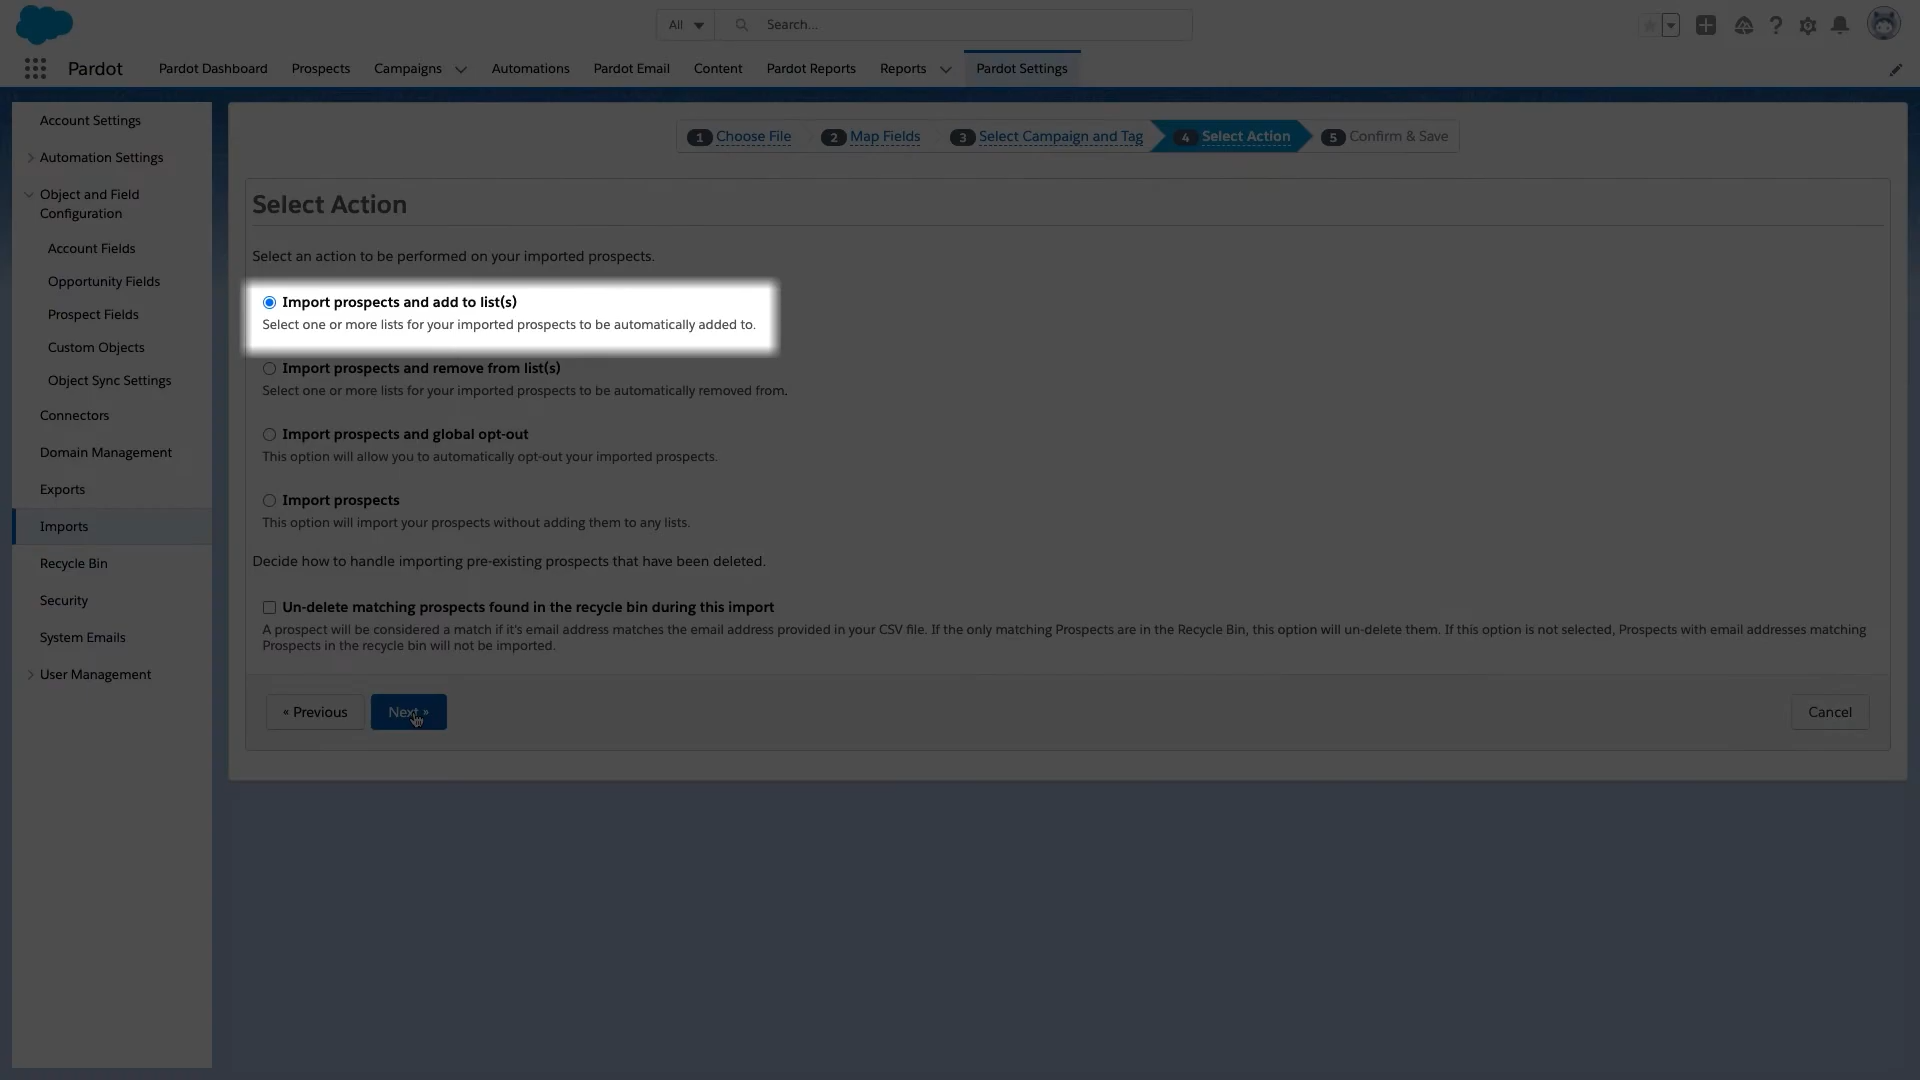 All
Search...
Pardot
Pardot Dashboard
Prospects
Campaigns
Automations
Pardot Email
Content
Pardot Reports
Reports
Pardot Settings
Account Settings
Automation Settings
Object and Field
Configuration
Account Fields
Opportunity Fields
Prospect Fields
Custom Objects
Object Sync Settings
Connectors
Domain Management
Exports
Imports
Recycle Bin
Security
System Emails
User Management
1 Choose File
2 Map Fields
3 Select Campaign and Tag
4 Select Action
5 Confirm & Save
Select Action
Select an action to be performed on your imported prospects.
Import prospects and add to list(s)
Select one or more lists for your imported prospects to be automatically added to.
Import prospects and remove from list(s)
Select one or more lists for your imported prospects to be automatically removed from.
Import prospects and global opt-out
This option will allow you to automatically opt-out your imported prospects.
Import prospects
This option will import your prospects without adding them to any lists.
Decide how to handle importing pre-existing prospects that have been deleted.
Un-delete matching prospects found in the recycle bin during this import
A prospect will be considered a match if it's email address matches the email address provided in your CSV file. If the only matching Prospects are in the Recycle Bin, this option will un-delete them. If this option is not selected, Prospects with email addresses matching
Prospects in the recycle bin will not be imported.
« Previous
Next »
Cancel